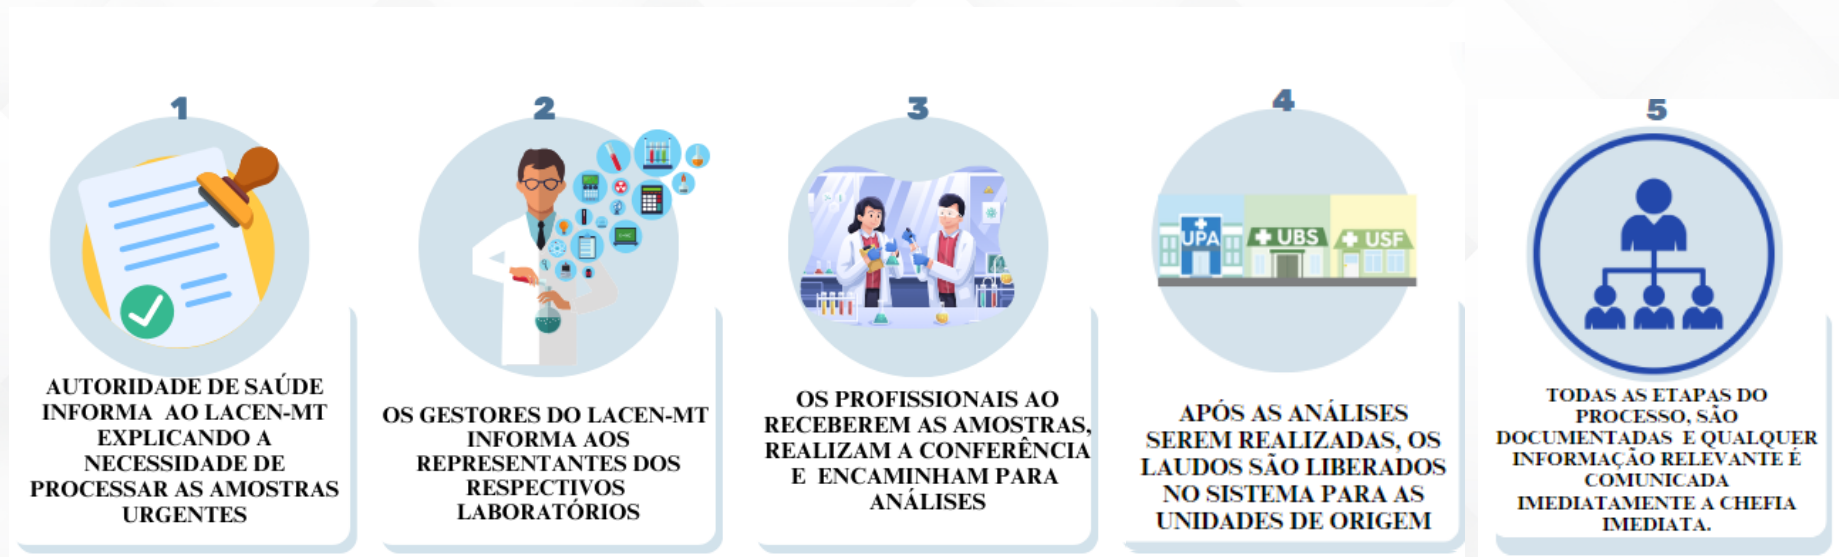 1
AUTORIDADE DE SAÚDE
INFORMA AO LACEN-MT
EXPLICANDO A
NECESSIDADE DE
PROCESSAR AS AMOSTRAS
URGENTES
2
OS GESTORES DO LACEN-MT
INFORMA AOS
REPRESENTANTES DOS
RESPECTIVOS
LABORATÓRIOS
3
OS PROFISSIONAIS AO
RECEBEREM AS AMOSTRAS,
REALIZAM A CONFERÊNCIA
E ENCAMINHAM PARA
ANÁLISES
4
UPA
UBS
USF
APÓS AS ANÁLISES
SEREM REALIZADAS, OS
LAUDOS SÃO LIBERADOS
NO SISTEMA PARA AS
UNIDADES DE ORIGEM
5
TODAS AS ETAPAS DO
PROCESSO, SÃO
DOCUMENTADAS E QUALQUER
INFORMAÇÃO RELEVANTE É
COMUNICADA
IMEDIATAMENTE A CHEFIA
IMEDIATA.